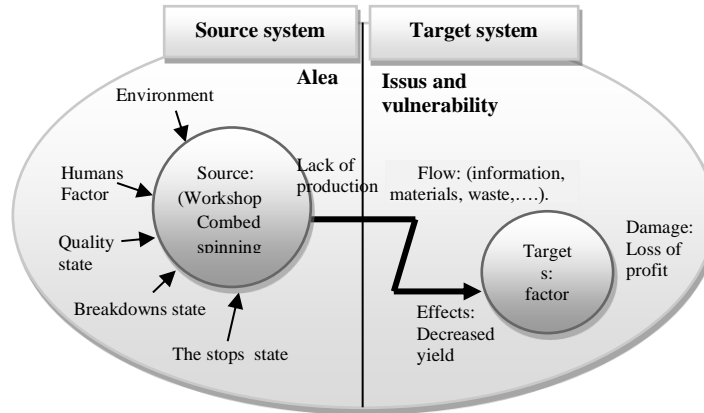 Source system
Target system
Alea
Issus and
vulnerability
Environment
Humans
Factor
Quality
state
Breakdowns state
The stops state
Source:
(Workshop
Combed
spinning
Lack of
production
Flow: (information,
materials, waste,….).
Target
s:
factor
Damage:
Loss of
profit
Effects:
Decreased
yield